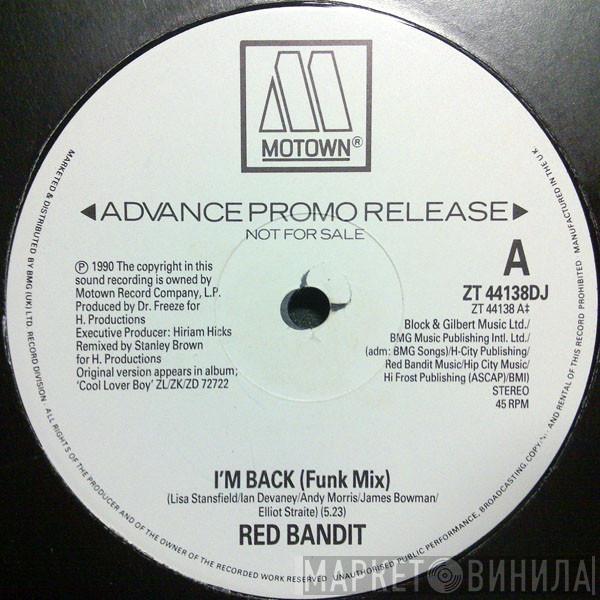 MOTOWN®
◀ADVANCE PROMO RELEASE▶
NOT FOR SALE
A
ZT 44138DJ
ZT 44138 A‡
℗ 1990 The copyright in this
sound recording is owned by
Motown Record Company, L.P.
Produced by Dr. Freeze for
H. Productions
Executive Producer: Hiriam Hicks
Remixed by Stanley Brown
for H. Productions
Original version appears in album;
'Cool Lover Boy' ZL/ZK/ZD 72722
Block & Gilbert Music Ltd./
BMG Music Publishing Intl. Ltd./
(adm: BMG Songs)/H-City Publishing/
Red Bandit Music/Hip City Music/
Hi Frost Publishing (ASCAP)/BMI)
STEREO
45 RPM
I'M BACK (Funk Mix)
(Lisa Stansfield/Ian Devaney/Andy Morris/James Bowman/
Elliot Straite) (5.23)
RED BANDIT
MARKETED & DISTRIBUTED BY BMG (UK) LTD. RECORD DIVISION · ALL RIGHTS OF THE PRODUCER AND OF THE OWNER OF THE RECORDED WORK RESERVED UNAUTHORISED PUBLIC PERFORMANCE, BROADCASTING, COPYING AND RENTAL OF THIS RECORD PROHIBITED MANUFACTURED IN THE U.K.
МАРКЕТ ВИНИЛА